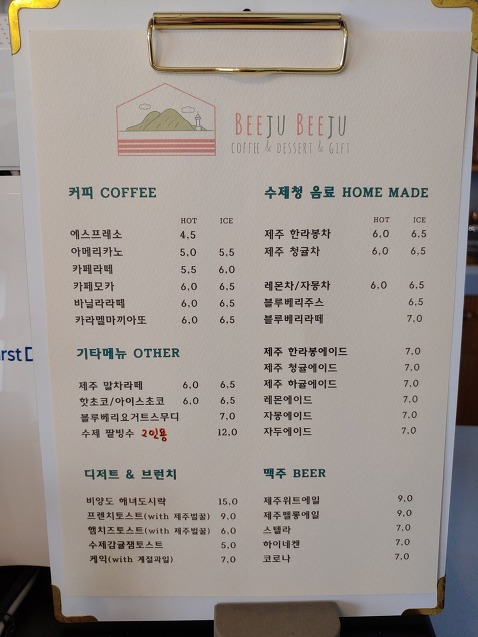 BEEJU BEEJU
COFFEE & DESSERT & GIFT
커피 COFFEE
HOT ICE
에스프레소 4.5
아메리카노 5.0 5.5
카페라떼 5.5 6.0
카페모카 6.0 6.5
바닐라라떼 6.0 6.5
카라멜마끼아또 6.0 6.5
기타메뉴 OTHER
제주 말차라떼 6.0 6.5
핫초코/아이스초코 6.0 6.5
블루베리요거트스무디 7.0
수제 팥빙수 2인용 12.0
디저트 & 브런치
비양도 해녀도시락 15.0
프렌치토스트(with 제주벌꿀) 9.0
햄치즈토스트(with 제주벌꿀) 6.0
수제감귤잼토스트 5.0
케익(with 계절과일) 7.0
수제청 음료 HOME MADE
HOT ICE
제주 한라봉차 6.0 6.5
제주 청귤차 6.0 6.5
레몬차/자몽차 6.0 6.5
블루베리주스 6.5
블루베리라떼 7.0
제주 한라봉에이드 7.0
제주 청귤에이드 7.0
제주 하귤에이드 7.0
레몬에이드 7.0
자몽에이드 7.0
자두에이드 7.0
맥주 BEER
제주위트에일 9.0
제주펠롱에일 9.0
스텔라 7.0
하이네켄 7.0
코로나 7.0